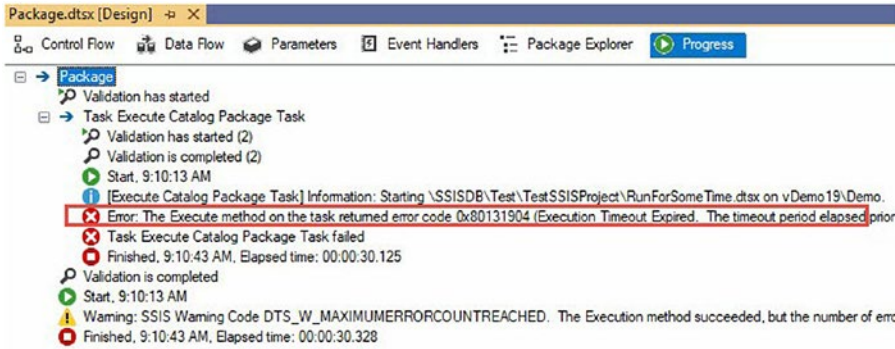 Package.dtsx [Design]
Control Flow Data Flow Parameters Event Handlers Package Explorer Progress
Package
Validation has started
Task Execute Catalog Package Task
Validation has started (2)
Validation is completed (2)
Start, 9:10:13 AM
[Execute Catalog Package Task] Information: Starting \SSISDB\Test\TestSSISProject\RunForSomeTime.dtsx on vDemo19\Demo.
Error: The Execute method on the task returned error code 0x80131904 (Execution Timeout Expired. The timeout period elapsed prior
Task Execute Catalog Package Task failed
Finished, 9:10:43 AM, Elapsed time: 00:00:30.125
Validation is completed
Start, 9:10:13 AM
Warning: SSIS Warning Code DTS_W_MAXIMUMERRORCOUNTREACHED. The Execution method succeeded, but the number of erro
Finished, 9:10:43 AM, Elapsed time: 00:00:30.328